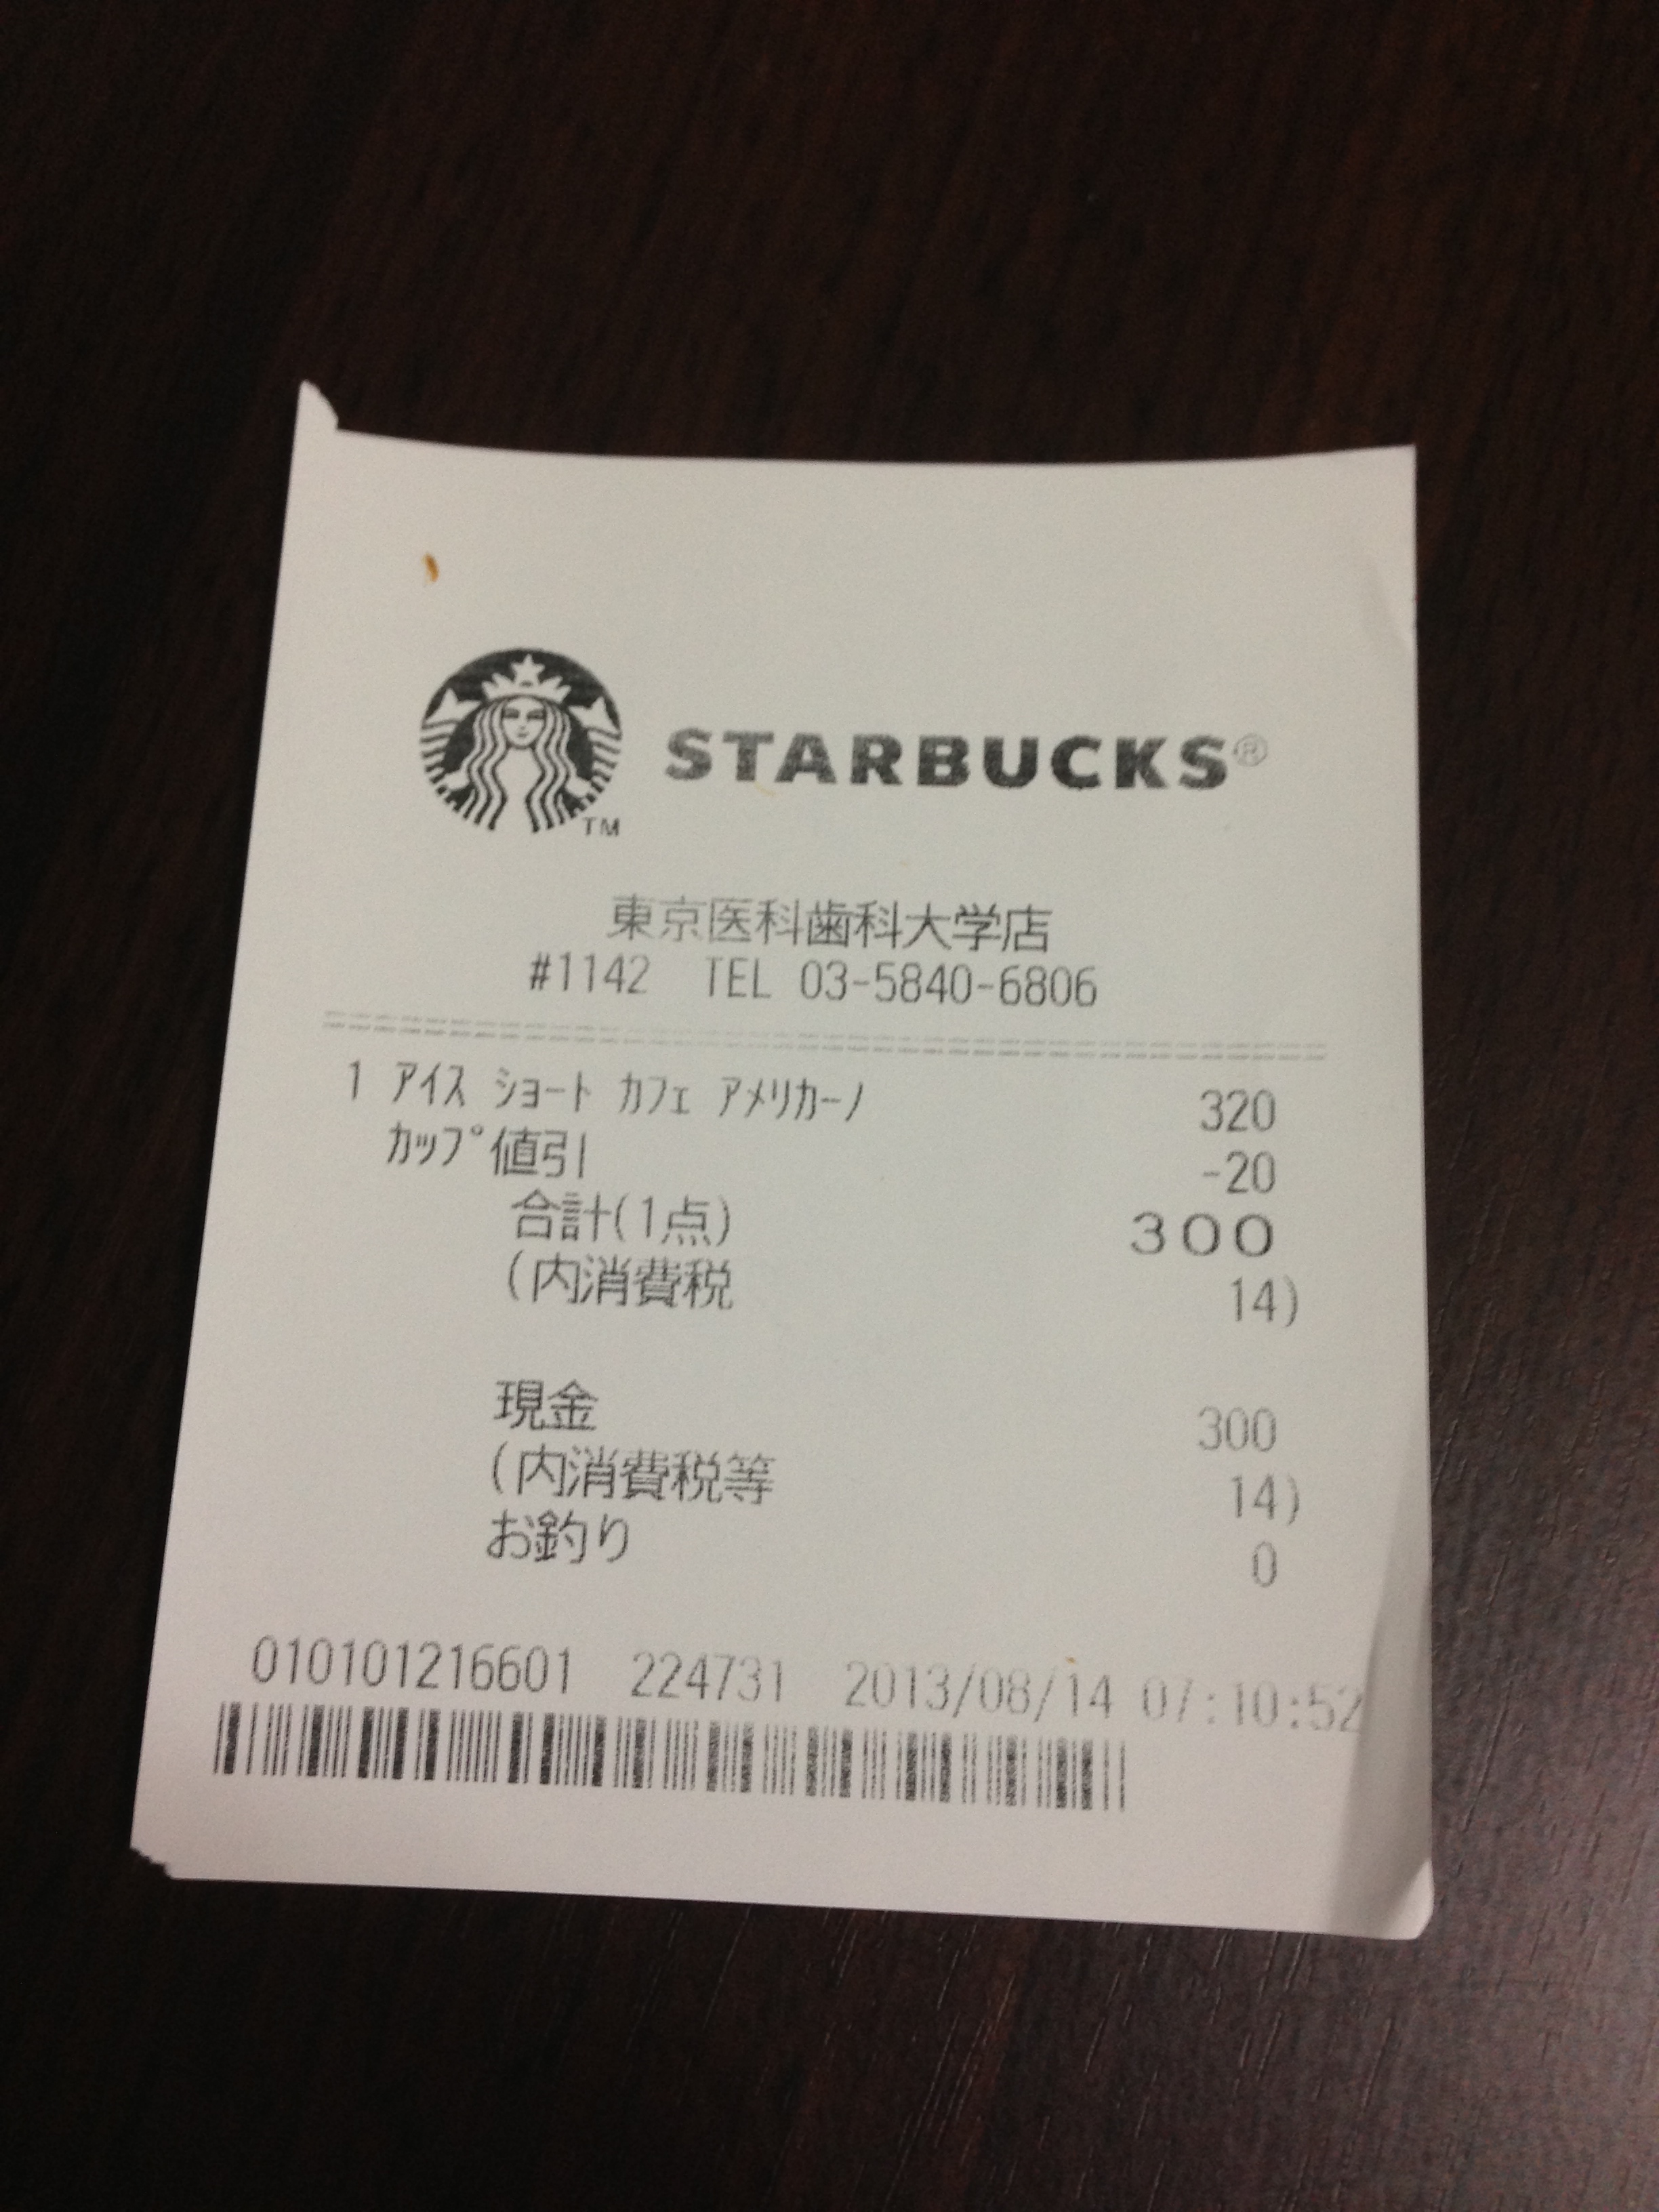 STARBUCKS®
TM
東京医科歯科大学店
#1142 TEL 03-5840-6806
1 ｱｲｽ ｼｮｰﾄ ｶﾌｪ ｱﾒﾘｶｰﾉ 320
ｶｯﾌﾟ値引 -20
合計(1点) 300
(内消費税 14)
現金 300
(内消費税等 14)
お釣り 0
010101216601 224731 2013/08/14 07:10:52